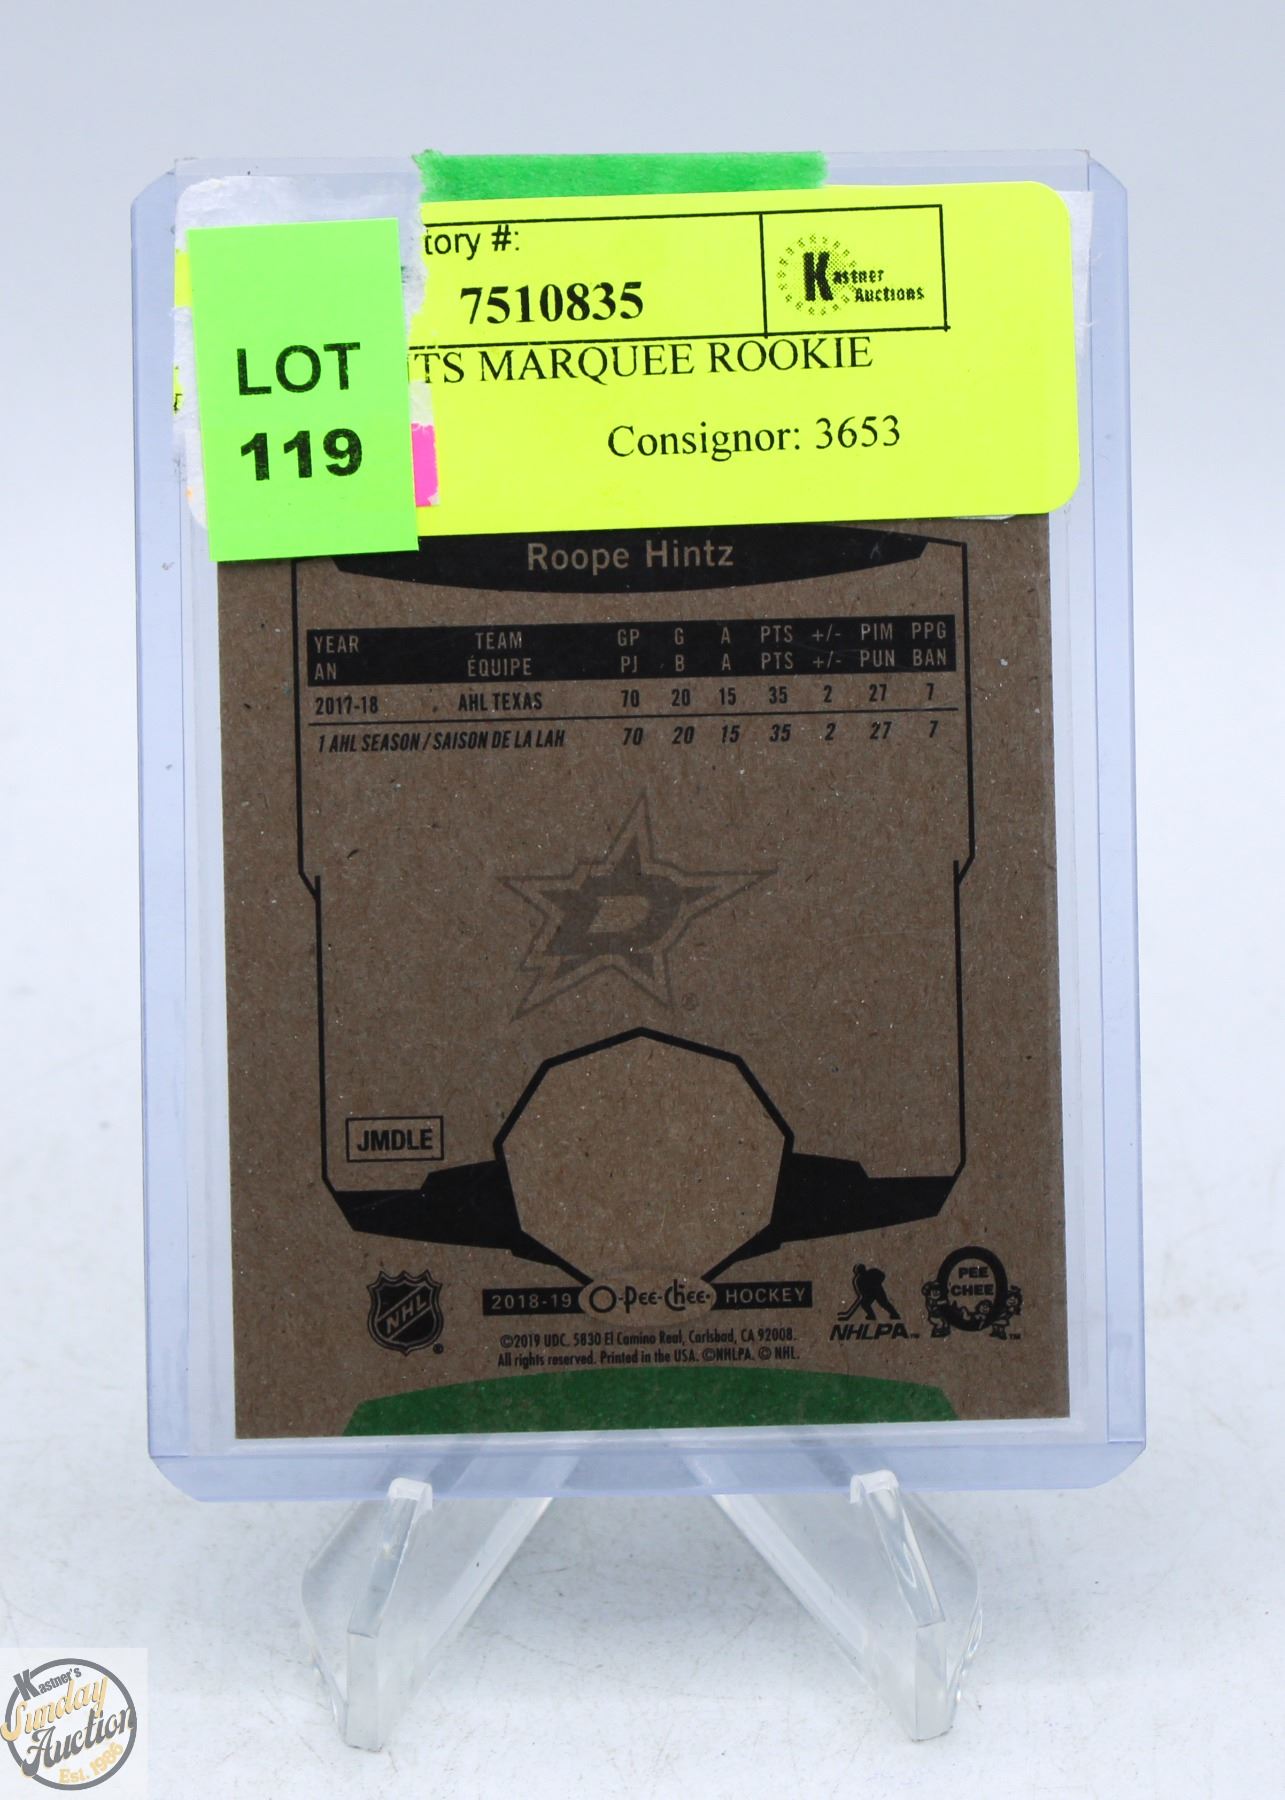 tory #:
7510835
Kastner
Auctions
TS MARQUEE ROOKIE
Consignor: 3653
LOT
119
Roope Hintz
YEAR TEAM GP G A PTS +/- PIM PPG
AN ÉQUIPE PJ B A PTS +/- PUN BAN
2017-18 AHL TEXAS 70 20 15 35 2 27 7
1 AHL SEASON / SAISON DE LA LAH 70 20 15 35 2 27 7
D
®
JMDLE
NHL
®
2018-19 O-Pee-Chee HOCKEY
NHLPA™
PEE
CHEE
™
©2019 UDC. 5830 El Camino Real, Carlsbad, CA 92008.
All rights reserved. Printed in the USA. ©NHLPA. © NHL.
Kastner's
Sunday
Auction
Est. 1986